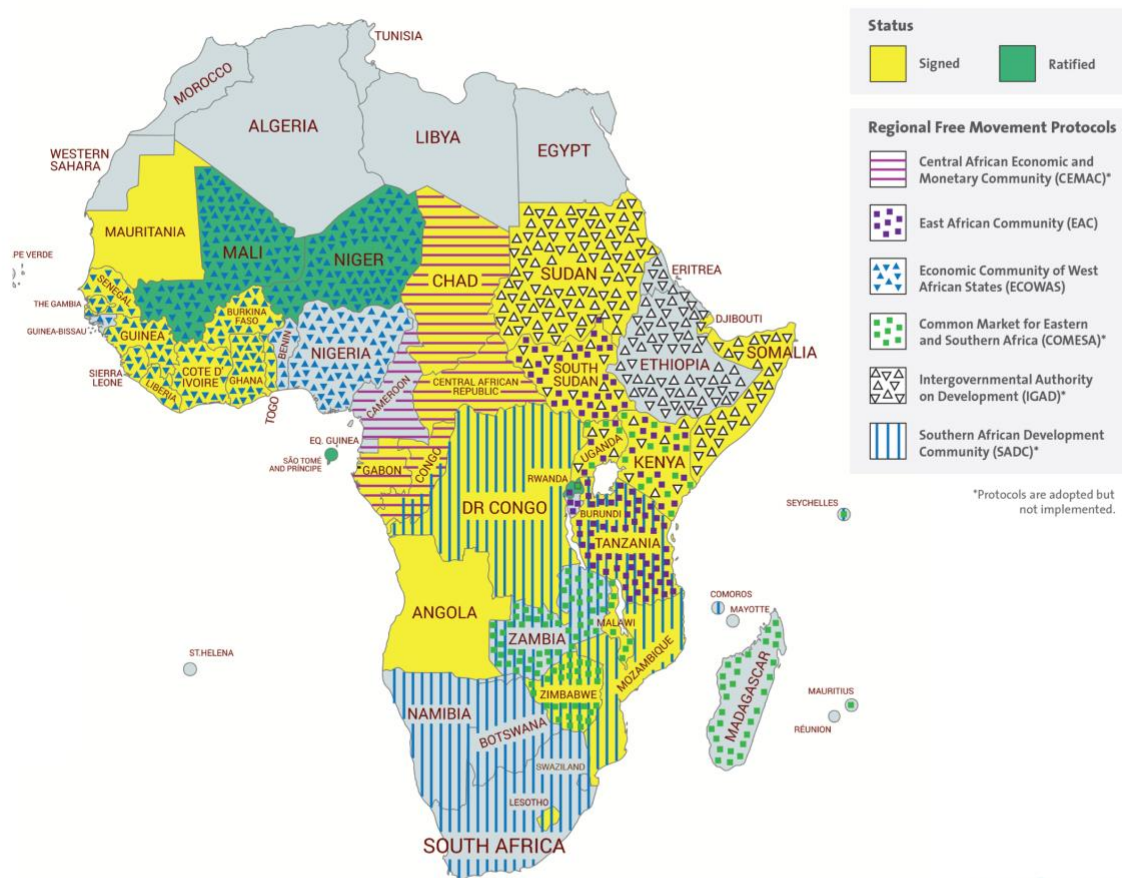 TUNISIA
MOROCCO
ALGERIA
LIBYA
EGYPT
WESTERN
SAHARA
MAURITANIA
MALI
NIGER
CHAD
SUDAN
ERITREA
PE VERDE
SENEGAL
THE GAMBIA
GUINEA-BISSAU
GUINEA
BURKINA
FASO
BENIN
NIGERIA
DJIBOUTI
SOMALIA
ETHIOPIA
SOUTH
SUDAN
SIERRA
LEONE
LIBERIA
COTE D'
IVOIRE
GHANA
TOGO
CAMEROON
CENTRAL AFRICAN
REPUBLIC
EQ. GUINEA
SÃO TOMÉ
AND PRÍNCIPE
GABON
CONGO
UGANDA
KENYA
RWANDA
DR CONGO
BURUNDI
TANZANIA
SEYCHELLES
ANGOLA
ZAMBIA
MALAWI
COMOROS
MAYOTTE
MOZAMBIQUE
ST.HELENA
ZIMBABWE
MADAGASCAR
MAURITIUS
RÉUNION
NAMIBIA
BOTSWANA
SWAZILAND
LESOTHO
SOUTH AFRICA
Status
Signed
Ratified
Regional Free Movement Protocols
Central African Economic and
Monetary Community (CEMAC)*
East African Community (EAC)
Economic Community of West
African States (ECOWAS)
Common Market for Eastern
and Southern Africa (COMESA)*
Intergovernmental Authority
on Development (IGAD)*
Southern African Development
Community (SADC)*
*Protocols are adopted but
not implemented.